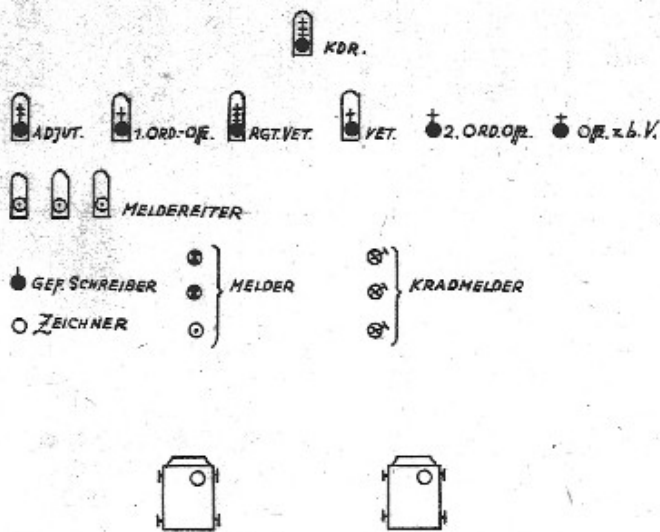 KDR.
ADJUT. 1. ORD.-Off. RGT. VET. VET. 2. ORD. Off. Off. z.b.V.
MELDEREITER
GEF. SCHREIBER MELDER KRADMELDER
ZEICHNER